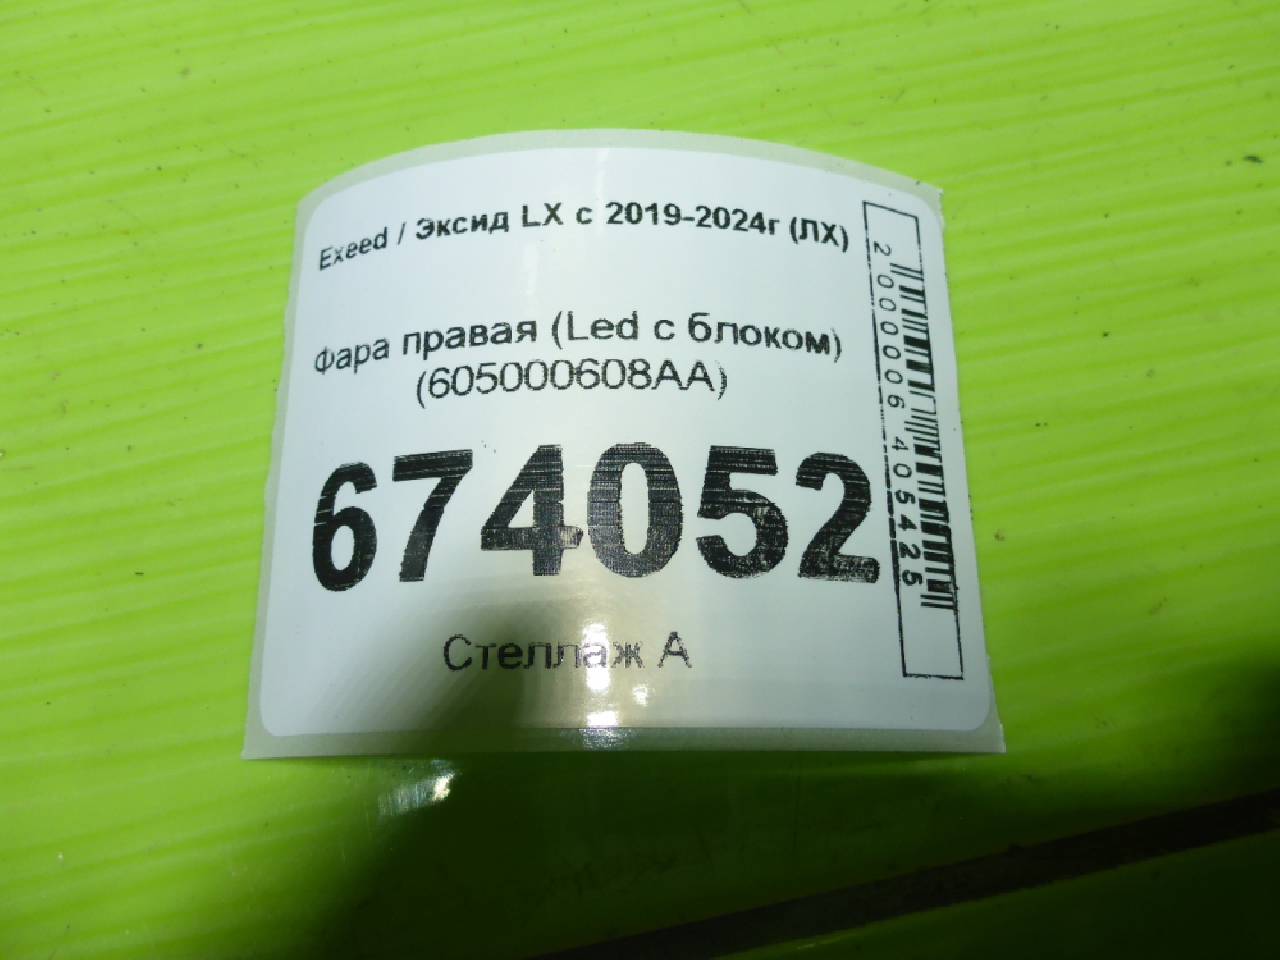 Exeed / Эксид LX с 2019-2024г (ЛХ)
Фара правая (Led с блоком)
(605000608AA)
674052
Стеллаж А
2000006405425